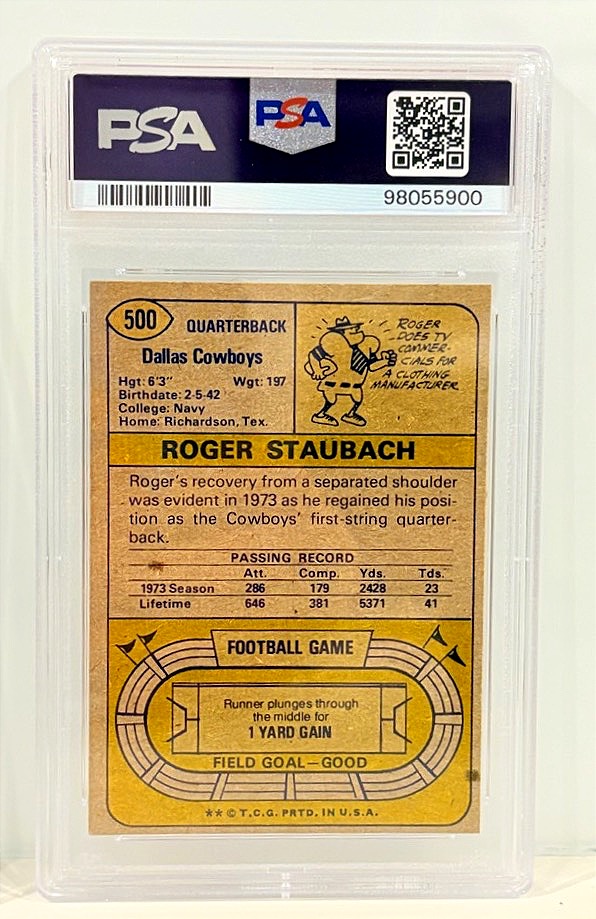 PSA
PSA
98055900
500
QUARTERBACK
Dallas Cowboys
Hgt: 6'3" Wgt: 197
Birthdate: 2-5-42
College: Navy
Home: Richardson, Tex.
ROGER
DOES TV
COMMER-
CIALS FOR
A CLOTHING
MANUFACTURER.
ROGER STAUBACH
Roger's recovery from a separated shoulder
was evident in 1973 as he regained his posi-
tion as the Cowboys' first-string quarter-
back.
PASSING RECORD
Att. Comp. Yds. Tds.
1973 Season 286 179 2428 23
Lifetime 646 381 5371 41
FOOTBALL GAME
Runner plunges through
the middle for
1 YARD GAIN
FIELD GOAL—GOOD
** © T.C.G. PRTD. IN U.S.A.